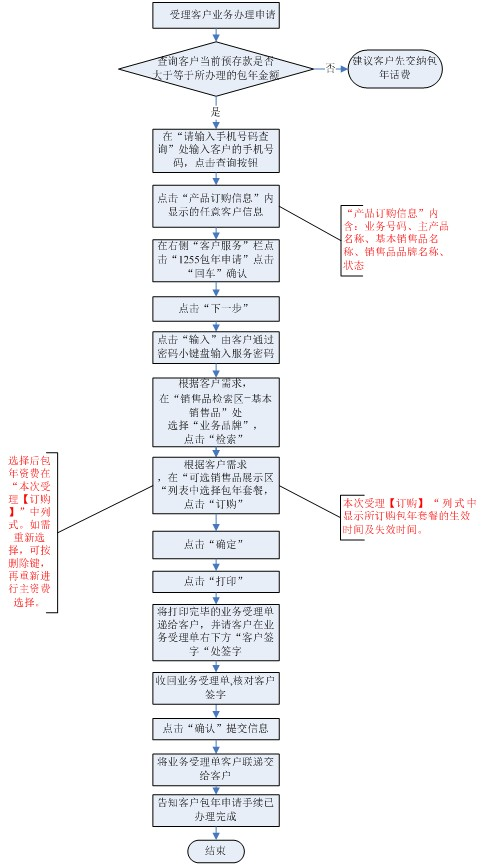 受理客户业务办理申请
查询客户当前预存款是否
大于等于所办理的包年金额
否
建议客户先交纳包
年话费
是
在“请输入手机号码查
询”处输入客户的手机号
码，点击查询按钮
点击“产品订购信息”内
显示的任意客户信息
“产品订购信息”内
含：业务号码、主产品
名称、基本销售品名
称、销售品品牌名称、
状态
在右侧“客户服务”栏点
击“1255包年申请”点击
“回车”确认
点击“下一步”
点击“输入”由客户通过
密码小键盘输入服务密码
根据客户需求，
在“销售品检索区-基本
销售品”处
选择“业务品牌”，
点击“检索”
根据客户需求
，在“可选销售品展示区
“列表中选择包年套餐，
点击“订购”
选择后包
年资费在
“本次受
理【订购
】”中列
式。如需
重新选
择，可按
删除键，
再重新进
行主资费
选择。
本次受理【订购】“列式中
显示所订购包年套餐的生效
时间及失效时间。
点击“确定”
点击“打印”
将打印完毕的业务受理单
递给客户，并请客户在业
务受理单右下方“客户签
字“处签字
收回业务受理单,核对客户
签字
点击“确认”提交信息
将业务受理单客户联递交
给客户
告知客户包年申请手续已
办理完成
结束